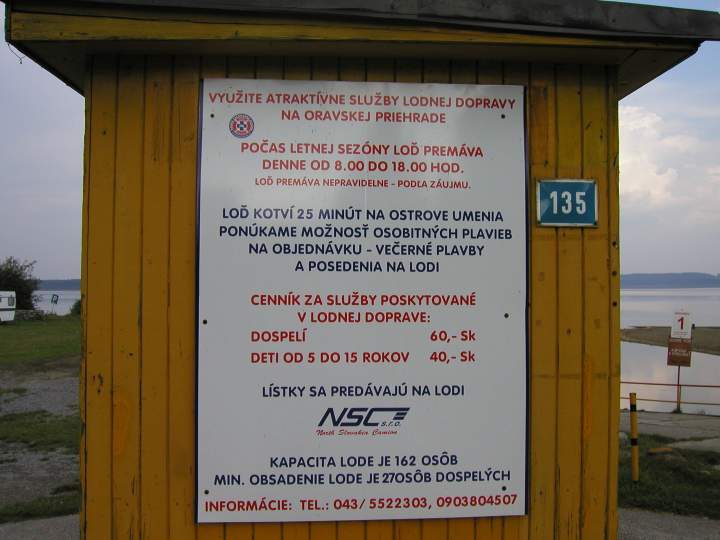 VYUŽITE ATRAKTÍVNE SLUŽBY LODNEJ DOPRAVY
NA ORAVSKEJ PRIEHRADE
POČAS LETNEJ SEZÓNY LOĎ PREMÁVA
DENNE OD 8.00 DO 18.00 HOD.
LOĎ PREMÁVA NEPRAVIDELNE - PODĽA ZÁUJMU.
135
LOĎ KOTVÍ 25 MINÚT NA OSTROVE UMENIA
PONÚKAME MOŽNOSŤ OSOBITNÝCH PLAVIEB
NA OBJEDNÁVKU - VEČERNÉ PLAVBY
A POSEDENIA NA LODI
CENNÍK ZA SLUŽBY POSKYTOVANÉ
V LODNEJ DOPRAVE:
DOSPELÍ 60,- Sk
DETI OD 5 DO 15 ROKOV 40,- Sk
1
LÍSTKY SA PREDÁVAJÚ NA LODI
NSC s.r.o.
North Slovakia Camion
KAPACITA LODE JE 162 OSÔB
MIN. OBSADENIE LODE JE 27OSÔB DOSPELÝCH
INFORMÁCIE: TEL.: 043/ 5522303, 0903804507